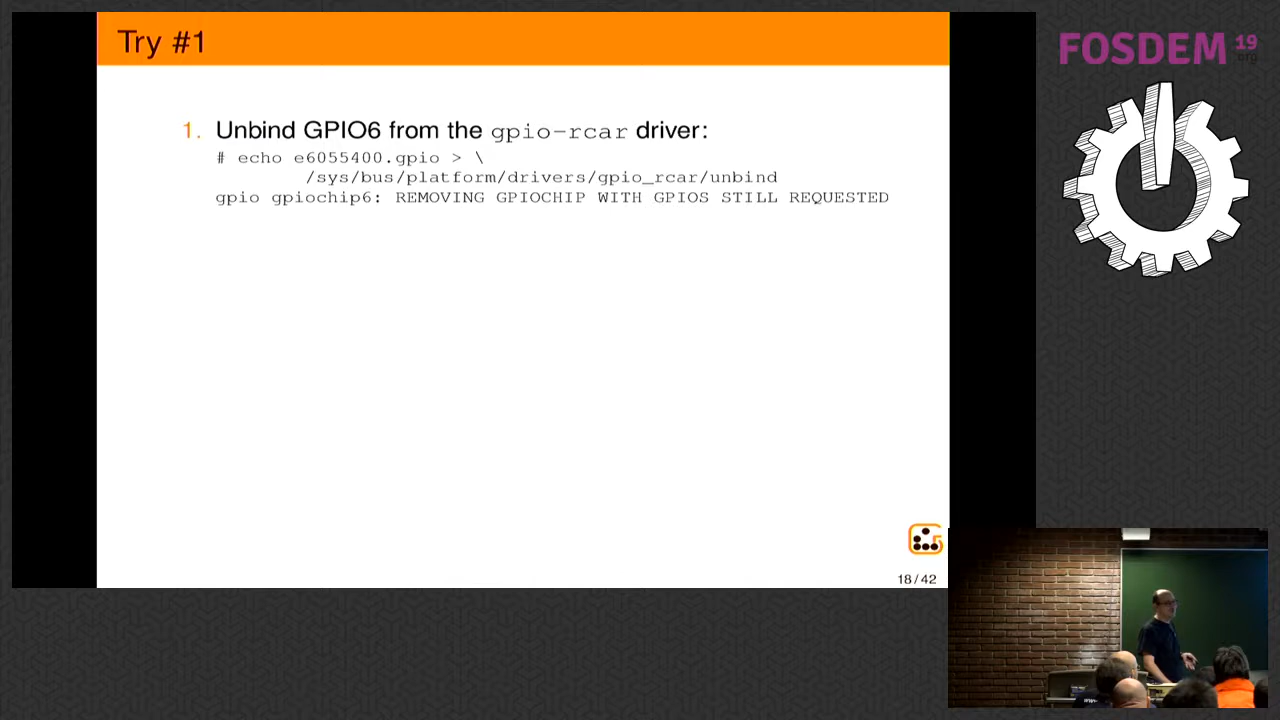 Try #1
1. Unbind GPIO6 from the gpio-rcar driver:
# echo e6055400.gpio > \
/sys/bus/platform/drivers/gpio_rcar/unbind
gpio gpiochip6: REMOVING GPIOCHIP WITH GPIOS STILL REQUESTED
18/42
FOSDEM 19
.org